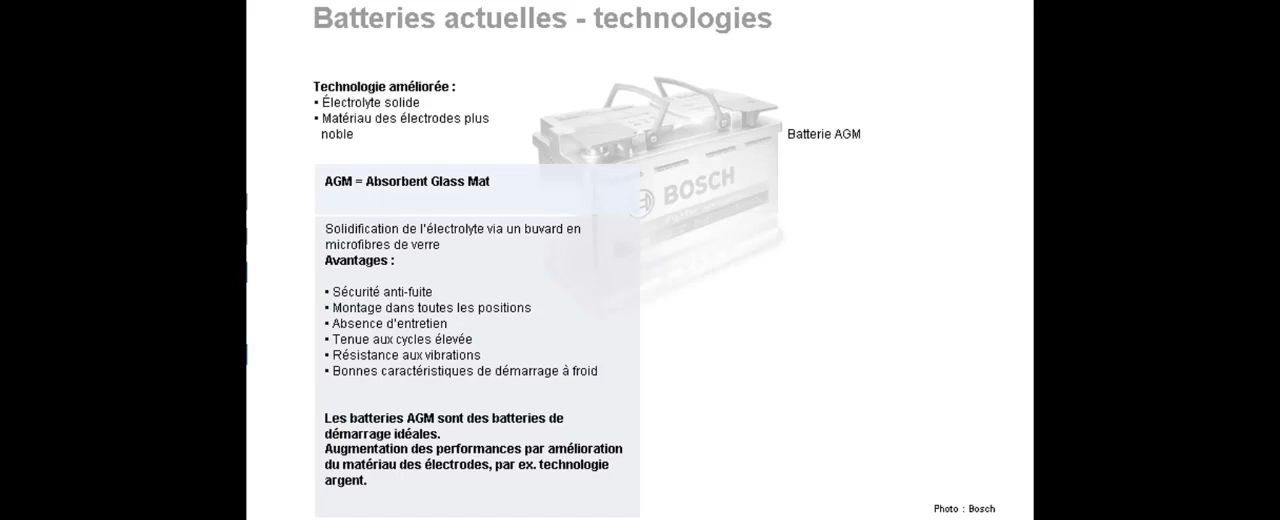 Batteries actuelles - technologies
Technologie améliorée :
▪ Électrolyte solide
▪ Matériau des électrodes plus
noble
Batterie AGM
BOSCH
AGM = Absorbent Glass Mat
Solidification de l'électrolyte via un buvard en
microfibres de verre
Avantages :
▪ Sécurité anti-fuite
▪ Montage dans toutes les positions
▪ Absence d'entretien
▪ Tenue aux cycles élevée
▪ Résistance aux vibrations
▪ Bonnes caractéristiques de démarrage à froid
Les batteries AGM sont des batteries de
démarrage idéales.
Augmentation des performances par amélioration
du matériau des électrodes, par ex. technologie
argent.
Photo : Bosch